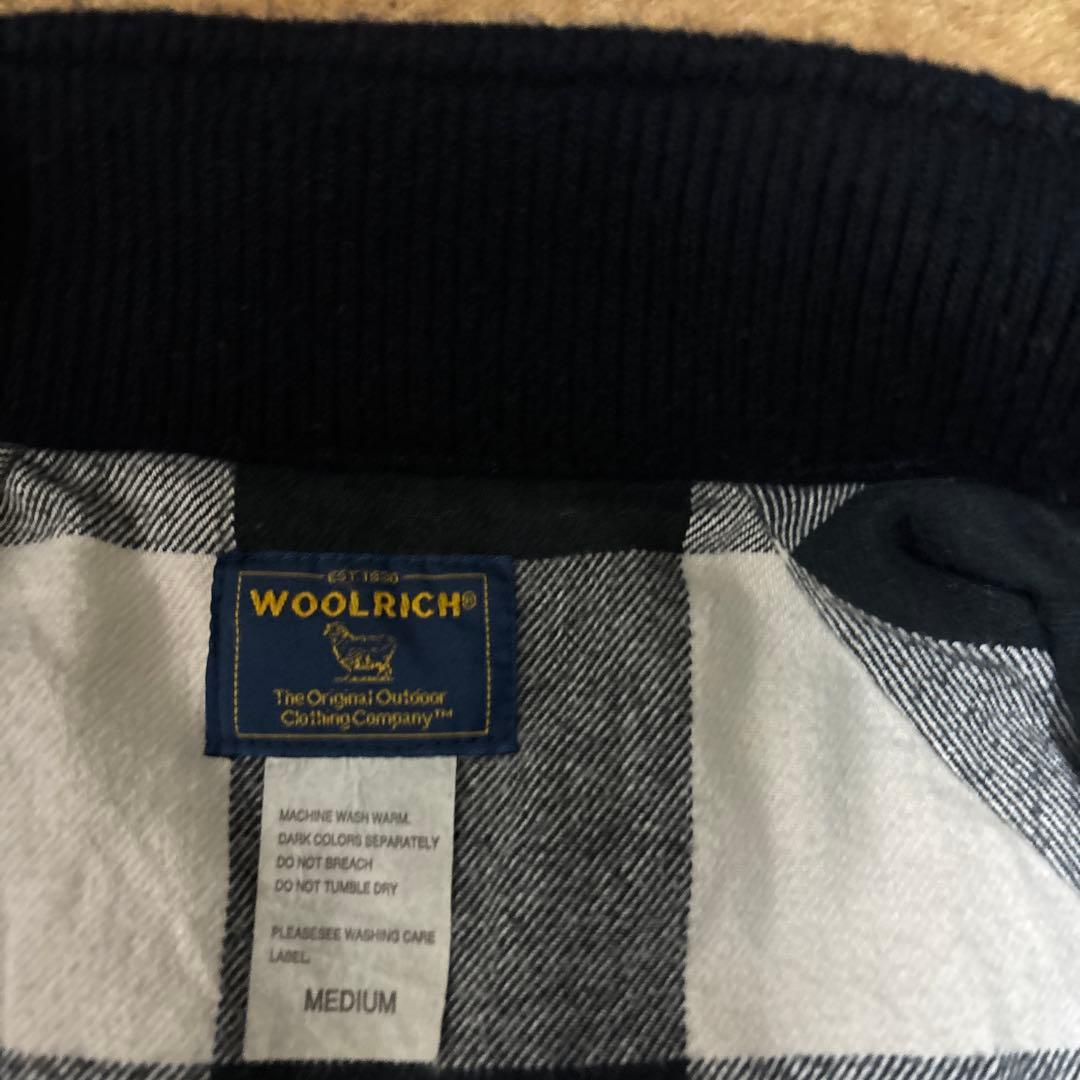 EST. 1830
WOOLRICH®
The Original Outdoor
Clothing Company™
MACHINE WASH WARM.
DARK COLORS SEPARATELY
DO NOT BREACH
DO NOT TUMBLE DRY
PLEASESEE WASHING CARE
LABEL.
MEDIUM